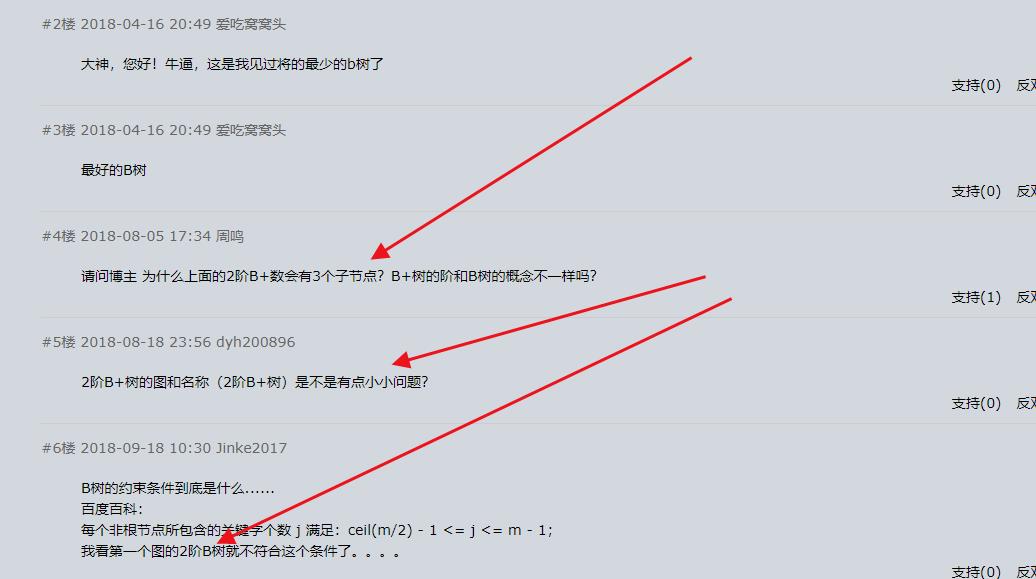 #2楼 2018-04-16 20:49 爱吃窝窝头
大神，您好！牛逼，这是我见过将的最少的b树了
支持(0) 反对
#3楼 2018-04-16 20:49 爱吃窝窝头
最好的B树
支持(0) 反对
#4楼 2018-08-05 17:34 周鸣
请问博主 为什么上面的2阶B+数会有3个子节点？B+树的阶和B树的概念不一样吗？
支持(1) 反对
#5楼 2018-08-18 23:56 dyh200896
2阶B+树的图和名称（2阶B+树）是不是有点小小问题？
支持(0) 反对
#6楼 2018-09-18 10:30 Jinke2017
B树的约束条件到底是什么......
百度百科：
每个非根节点所包含的关键字个数 j 满足：ceil(m/2) - 1 <= j <= m - 1；
我看第一个图的2阶B树就不符合这个条件了。。。。
支持(0) 反对